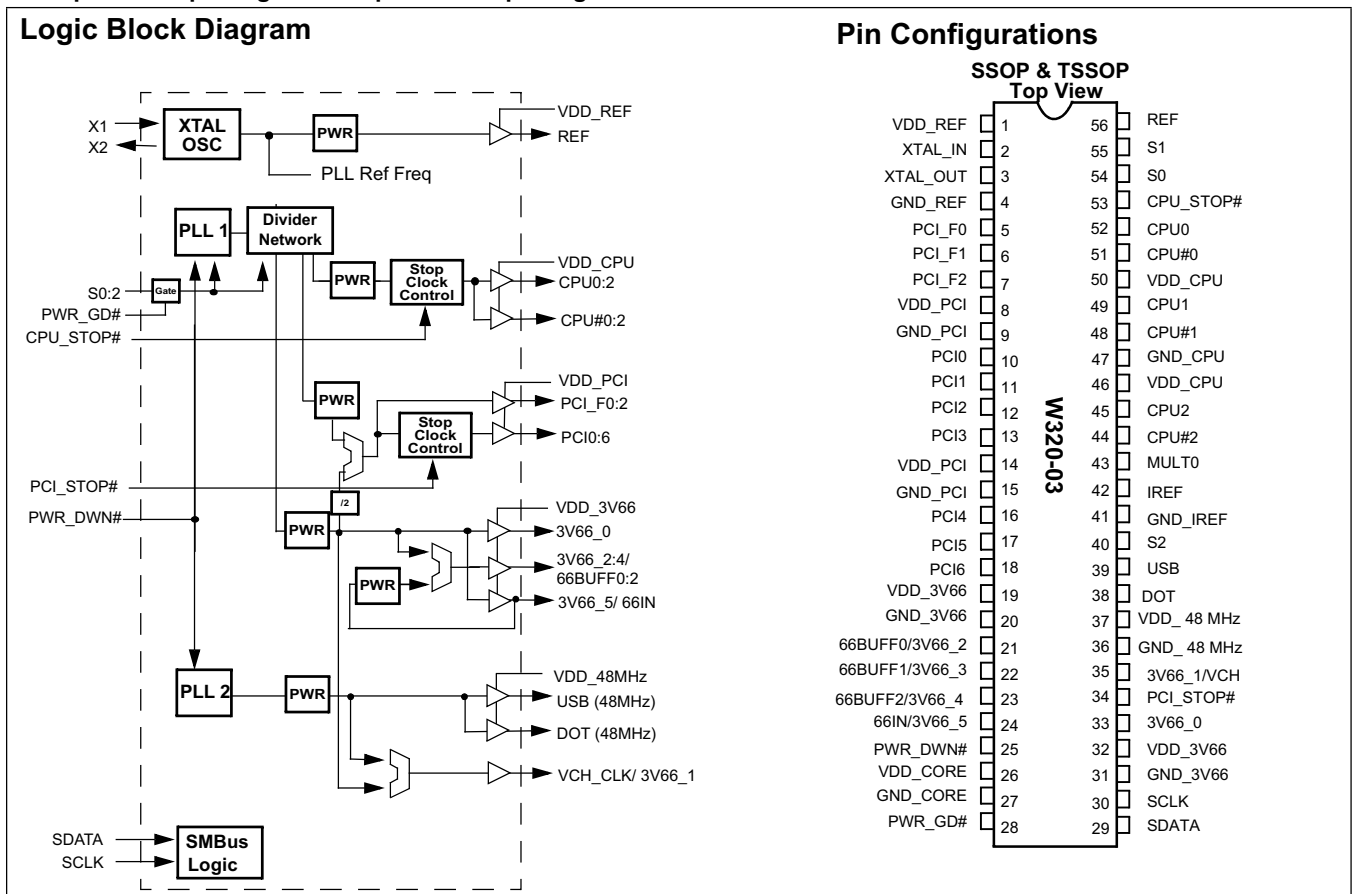 Logic Block Diagram
X1
X2
XTAL
OSC
PWR
VDD_REF
REF
PLL Ref Freq
PLL 1
Divider
Network
PWR
Stop
Clock
Control
VDD_CPU
CPU0:2
CPU#0:2
S0:2
Gate
PWR_GD#
CPU_STOP#
PWR
VDD_PCI
PCI_F0:2
Stop
Clock
Control
PCI0:6
PCI_STOP#
/2
PWR_DWN#
PWR
VDD_3V66
3V66_0
3V66_2:4/
66BUFF0:2
PWR
3V66_5/ 66IN
PLL 2
PWR
VDD_48MHz
USB (48MHz)
DOT (48MHz)
VCH_CLK/ 3V66_1
SDATA
SCLK
SMBus
Logic
Pin Configurations
SSOP & TSSOP
Top View
VDD_REF 1
XTAL_IN 2
XTAL_OUT 3
GND_REF 4
PCI_F0 5
PCI_F1 6
PCI_F2 7
VDD_PCI 8
GND_PCI 9
PCI0 10
PCI1 11
PCI2 12
PCI3 13
VDD_PCI 14
GND_PCI 15
PCI4 16
PCI5 17
PCI6 18
VDD_3V66 19
GND_3V66 20
66BUFF0/3V66_2 21
66BUFF1/3V66_3 22
66BUFF2/3V66_4 23
66IN/3V66_5 24
PWR_DWN# 25
VDD_CORE 26
GND_CORE 27
PWR_GD# 28
W320-03
56 REF
55 S1
54 S0
53 CPU_STOP#
52 CPU0
51 CPU#0
50 VDD_CPU
49 CPU1
48 CPU#1
47 GND_CPU
46 VDD_CPU
45 CPU2
44 CPU#2
43 MULT0
42 IREF
41 GND_IREF
40 S2
39 USB
38 DOT
37 VDD_ 48 MHz
36 GND_ 48 MHz
35 3V66_1/VCH
34 PCI_STOP#
33 3V66_0
32 VDD_3V66
31 GND_3V66
30 SCLK
29 SDATA